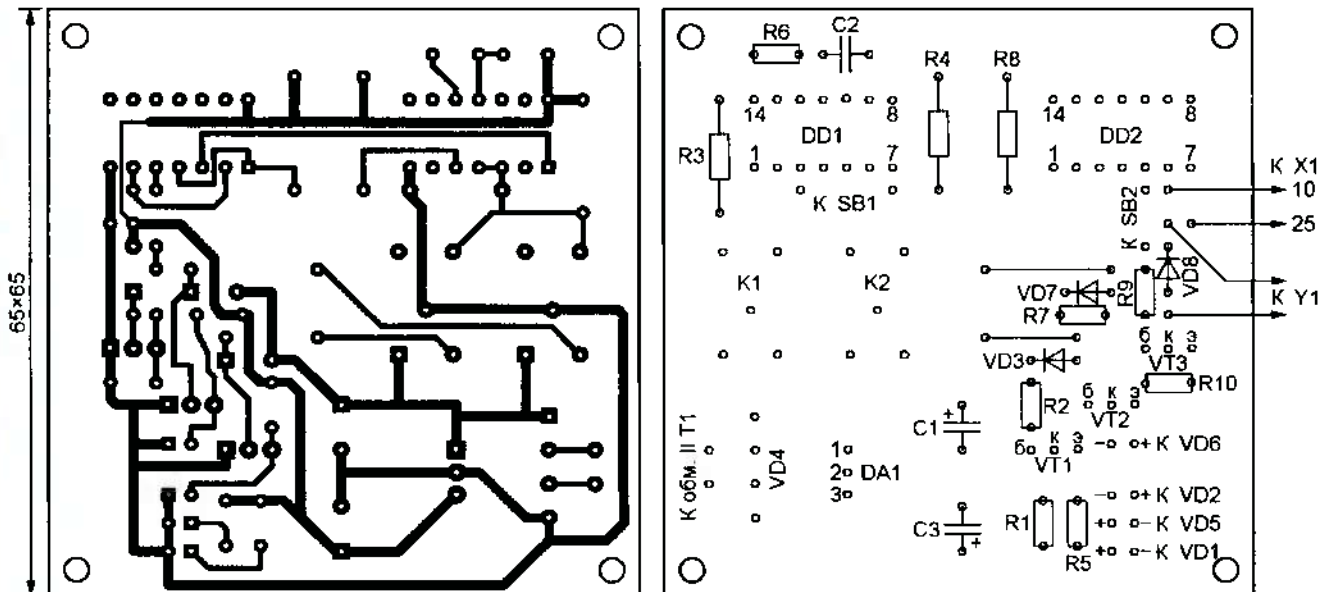 65×65
R6
C2
R4
R8
14
8
DD1
1
7
R3
14
8
DD2
1
7
К SB1
К X1
10
К SB2
25
К Y1
K1
K2
VD7
R7
R9
VD8
VD3
б к э
VT3
R10
R2
б к э
VT2
C1
+
б к э
VT1
–
+ К VD6
К обм. II T1
VD4
1
2
3
DA1
C3
+
R1
R5
–
+ К VD2
+
– К VD5
+
– К VD1